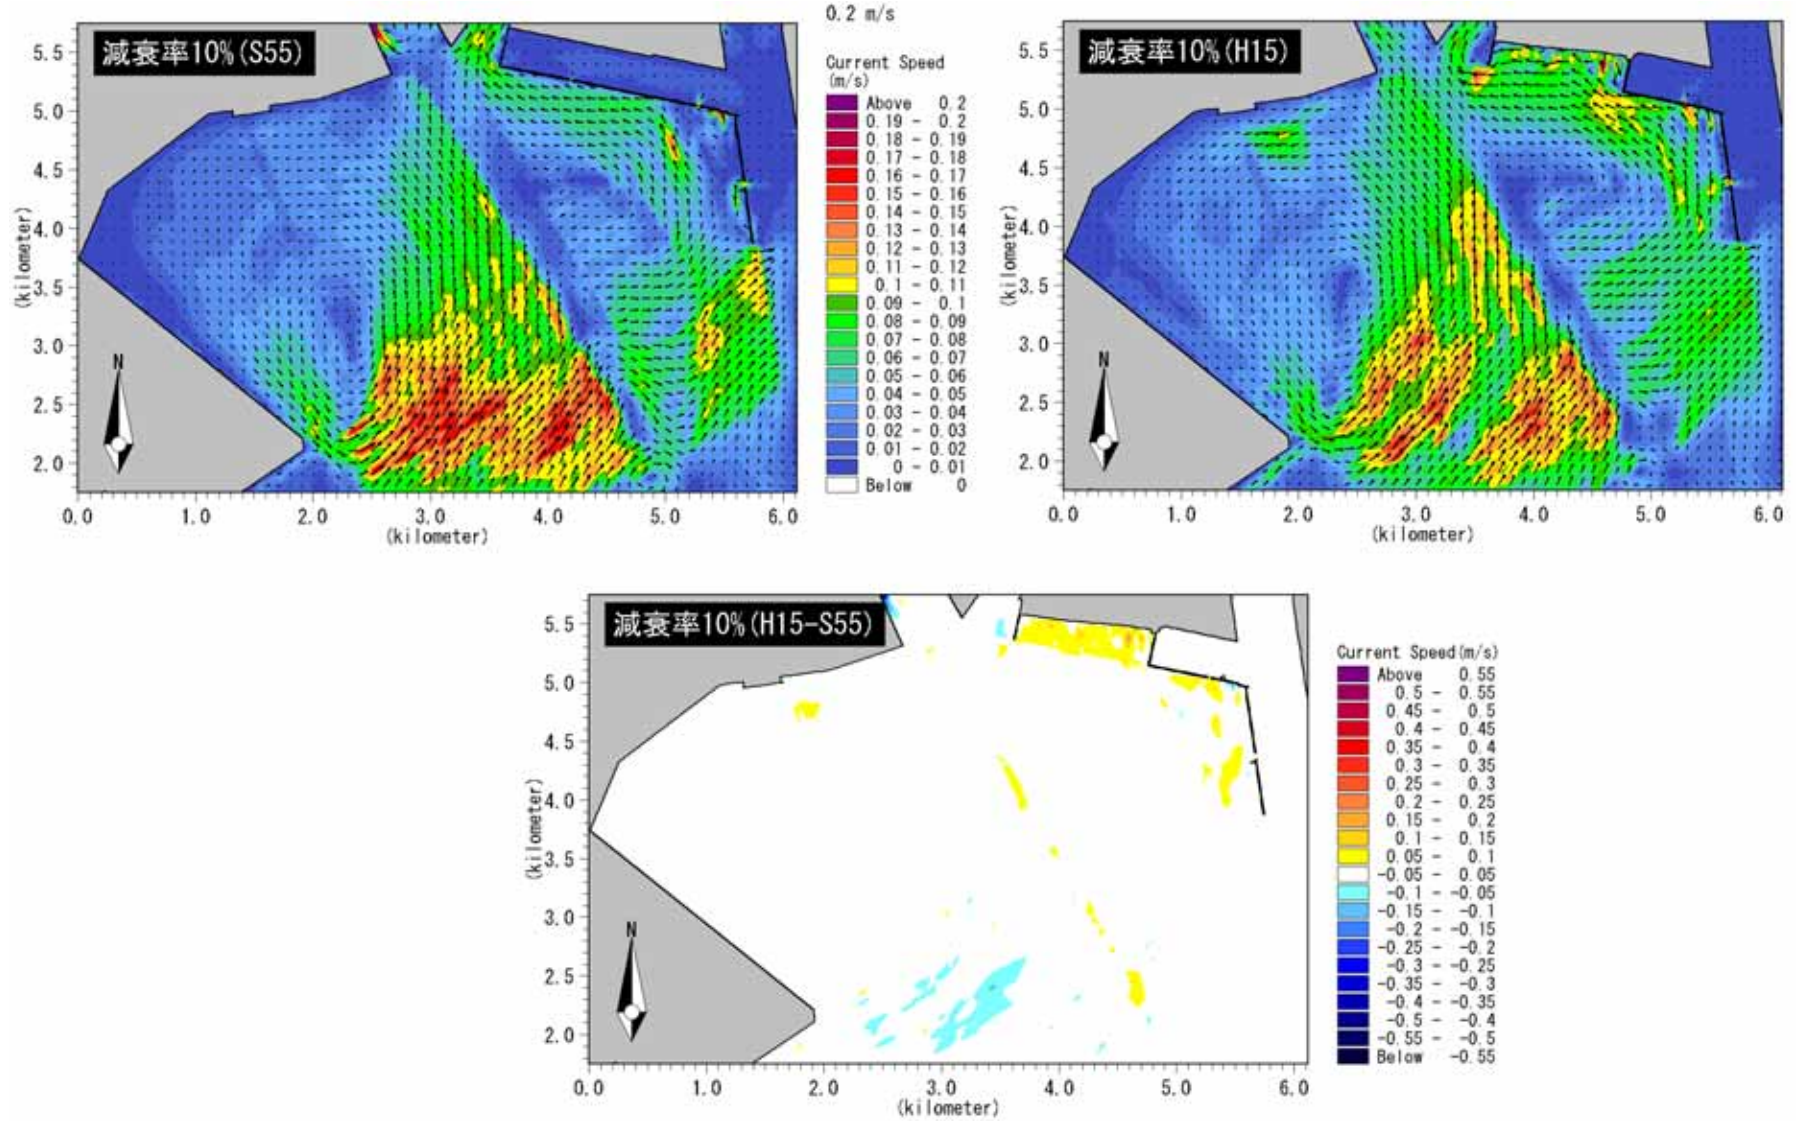 減衰率10%(S55)
5.5
5.0
4.5
4.0
3.5
3.0
2.5
2.0
(kilometer)
N
0.0 1.0 2.0 3.0 4.0 5.0 6.0
(kilometer)
0.2 m/s
Current Speed
(m/s)
Above 0.2
0.19 - 0.2
0.18 - 0.19
0.17 - 0.18
0.16 - 0.17
0.15 - 0.16
0.14 - 0.15
0.13 - 0.14
0.12 - 0.13
0.11 - 0.12
0.1 - 0.11
0.09 - 0.1
0.08 - 0.09
0.07 - 0.08
0.06 - 0.07
0.05 - 0.06
0.04 - 0.05
0.03 - 0.04
0.02 - 0.03
0.01 - 0.02
0 - 0.01
Below 0
減衰率10%(H15)
5.5
5.0
4.5
4.0
3.5
3.0
2.5
2.0
(kilometer)
N
0.0 1.0 2.0 3.0 4.0 5.0 6.0
(kilometer)
減衰率10%(H15-S55)
5.5
5.0
4.5
4.0
3.5
3.0
2.5
2.0
(kilometer)
N
0.0 1.0 2.0 3.0 4.0 5.0 6.0
(kilometer)
Current Speed(m/s)
Above 0.55
0.5 - 0.55
0.45 - 0.5
0.4 - 0.45
0.35 - 0.4
0.3 - 0.35
0.25 - 0.3
0.2 - 0.25
0.15 - 0.2
0.1 - 0.15
0.05 - 0.1
-0.05 - 0.05
-0.1 - -0.05
-0.15 - -0.1
-0.2 - -0.15
-0.25 - -0.2
-0.3 - -0.25
-0.35 - -0.3
-0.4 - -0.35
-0.5 - -0.4
-0.55 - -0.5
Below -0.55